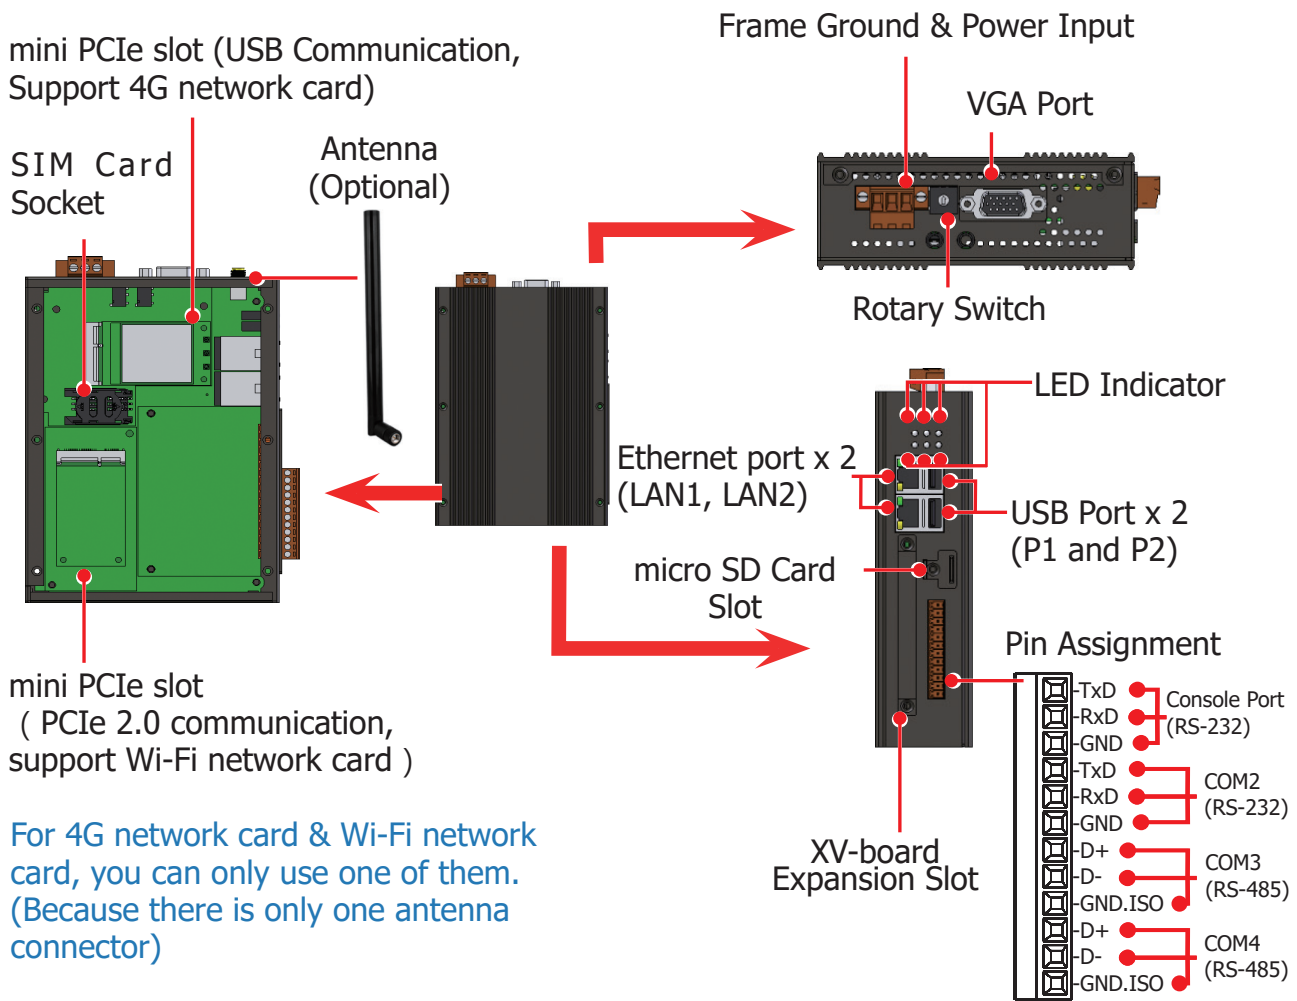 Frame Ground & Power Input
mini PCIe slot (USB Communication,
Support 4G network card)
VGA Port
SIM Card
Socket
Antenna
(Optional)
Rotary Switch
LED Indicator
Ethernet port x 2
(LAN1, LAN2)
USB Port x 2
(P1 and P2)
micro SD Card
Slot
Pin Assignment
mini PCIe slot
( PCIe 2.0 communication,
support Wi-Fi network card )
-TxD
-RxD
-GND
Console Port
(RS-232)
-TxD
-RxD
-GND
COM2
(RS-232)
-D+
-D-
-GND.ISO
COM3
(RS-485)
-D+
-D-
-GND.ISO
COM4
(RS-485)
XV-board
Expansion Slot
For 4G network card & Wi-Fi network
card, you can only use one of them.
(Because there is only one antenna
connector)